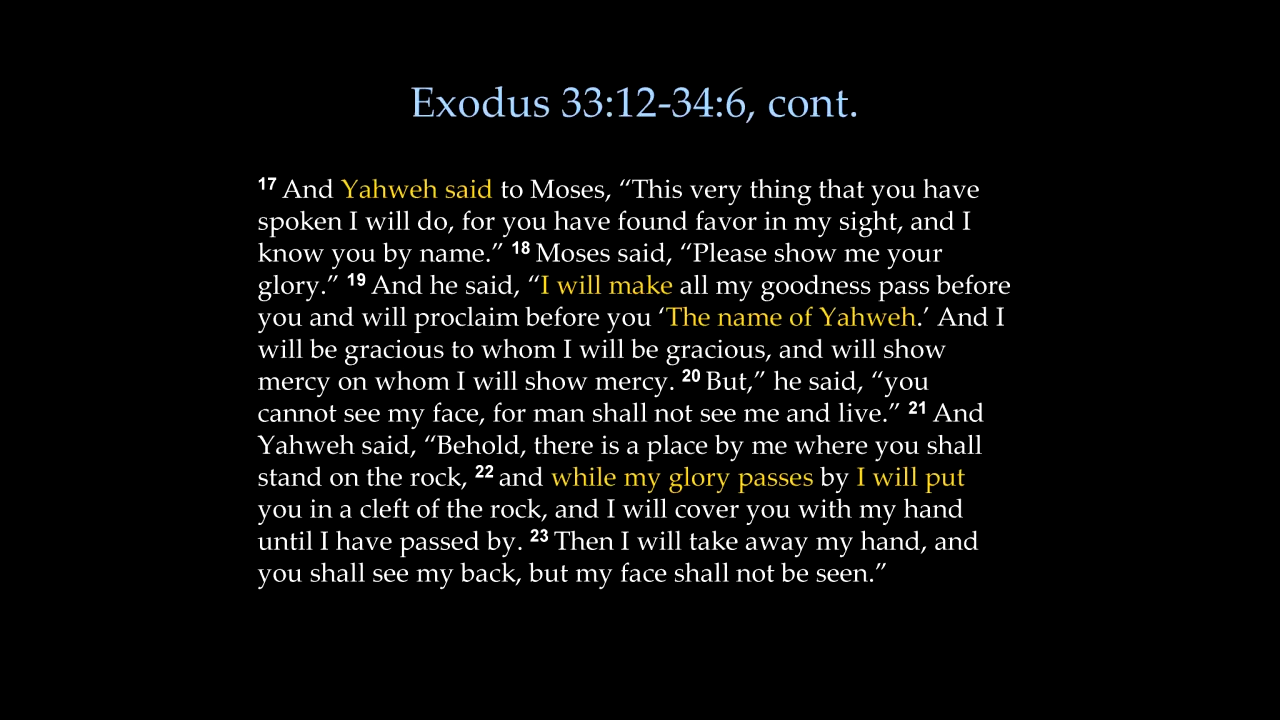 Exodus 33:12-34:6, cont.
17 And Yahweh said to Moses, “This very thing that you have
spoken I will do, for you have found favor in my sight, and I
know you by name.” 18 Moses said, “Please show me your
glory.” 19 And he said, “I will make all my goodness pass before
you and will proclaim before you ‘The name of Yahweh.’ And I
will be gracious to whom I will be gracious, and will show
mercy on whom I will show mercy. 20 But,” he said, “you
cannot see my face, for man shall not see me and live.” 21 And
Yahweh said, “Behold, there is a place by me where you shall
stand on the rock, 22 and while my glory passes by I will put
you in a cleft of the rock, and I will cover you with my hand
until I have passed by. 23 Then I will take away my hand, and
you shall see my back, but my face shall not be seen.”